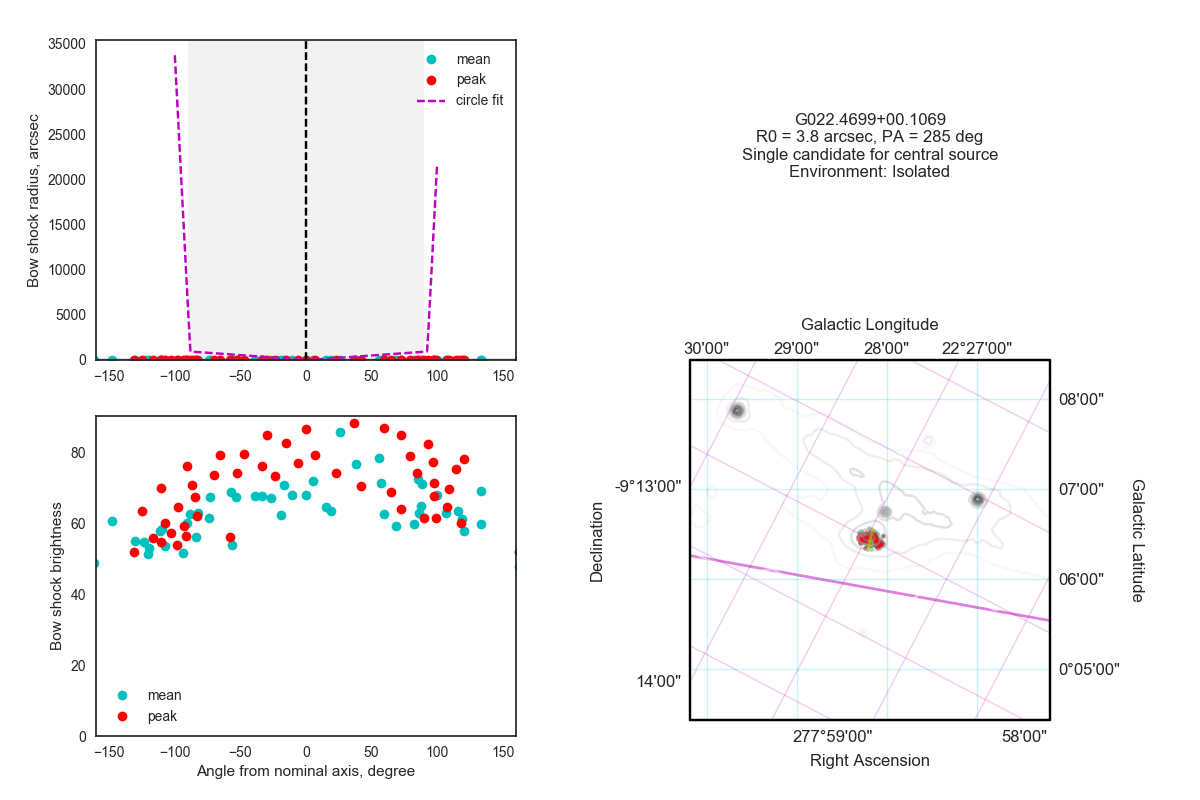 35000
30000
25000
20000
15000
10000
5000
0
Bow shock radius, arcsec
mean
peak
circle fit
−150 −100 −50 0 50 100 150
80
60
40
20
0
Bow shock brightness
mean
peak
−150 −100 −50 0 50 100 150
Angle from nominal axis, degree
G022.4699+00.1069
R0 = 3.8 arcsec, PA = 285 deg
Single candidate for central source
Environment: Isolated
Galactic Longitude
30'00" 29'00" 28'00" 22°27'00"
08'00"
07'00"
06'00"
0°05'00"
Galactic Latitude
-9°13'00"
14'00"
Declination
277°59'00" 58'00"
Right Ascension